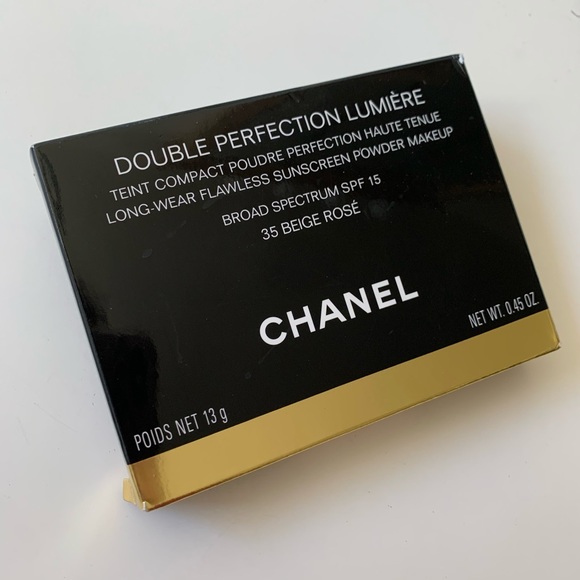 DOUBLE PERFECTION LUMIÈRE
TEINT COMPACT POUDRE PERFECTION HAUTE TENUE
LONG-WEAR FLAWLESS SUNSCREEN POWDER MAKEUP
BROAD SPECTRUM SPF 15
35 BEIGE ROSÉ
CHANEL
POIDS NET 13 g
NET WT. 0.45 OZ.